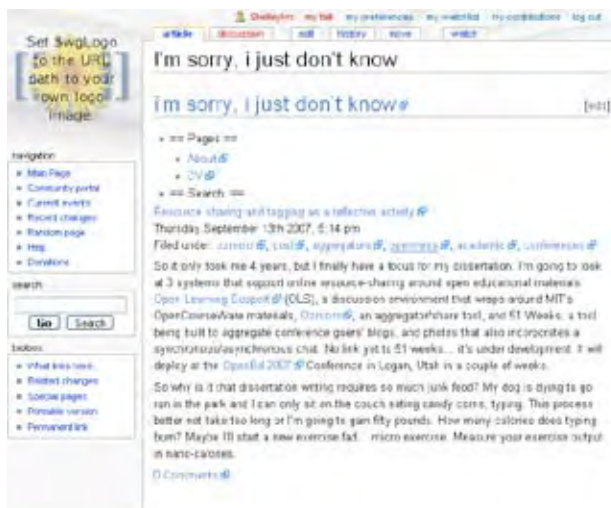 my talk my preferences my watchlist my contributions log out
article discussion edit history move watch
Set $wgLogo
to the URL
path to your
own logo
image.
I'm sorry, i just don't know
i'm sorry, i just don't know
[edit]
== Pages ==
About
CV
== Search ==
navigation
Main Page
Community portal
Current events
Recent changes
Random page
Help
Donations
search
Go Search
toolbox
What links here
Related changes
Special pages
Printable version
Permanent link
Resource sharing and tagging as a reflective activity
Thursday, September 13th 2007, 5:14 pm
Filed under: aggregators, openness, academic, conferences
So it only took me 4 years, but I finally have a focus for my dissertation. I'm going to look
at 3 systems that support online resource-sharing around open educational materials.
Open Learning Support (OLS), a discussion environment that wraps around MIT's
OpenCourseWare materials, an aggregator/share tool, and 51 Weeks, a tool
being built to aggregate conference goers' blogs, and photos that also incorporates a
synchronous/asynchronous chat. No link yet to 51 weeks... it's under development. It will
deploy at the OpenEd 2007 Conference in Logan, Utah in a couple of weeks.
So why is it that dissertation writing requires so much junk food? My dog is dying to go
run in the park and I can only sit on the couch eating candy corns, typing. This process
better not take too long or I'm going to gain fifty pounds. How many calories does typing
burn? Maybe I'll start a new exercise fad... micro exercise. Measure your exercise output
in nano-calories.
0 Comments